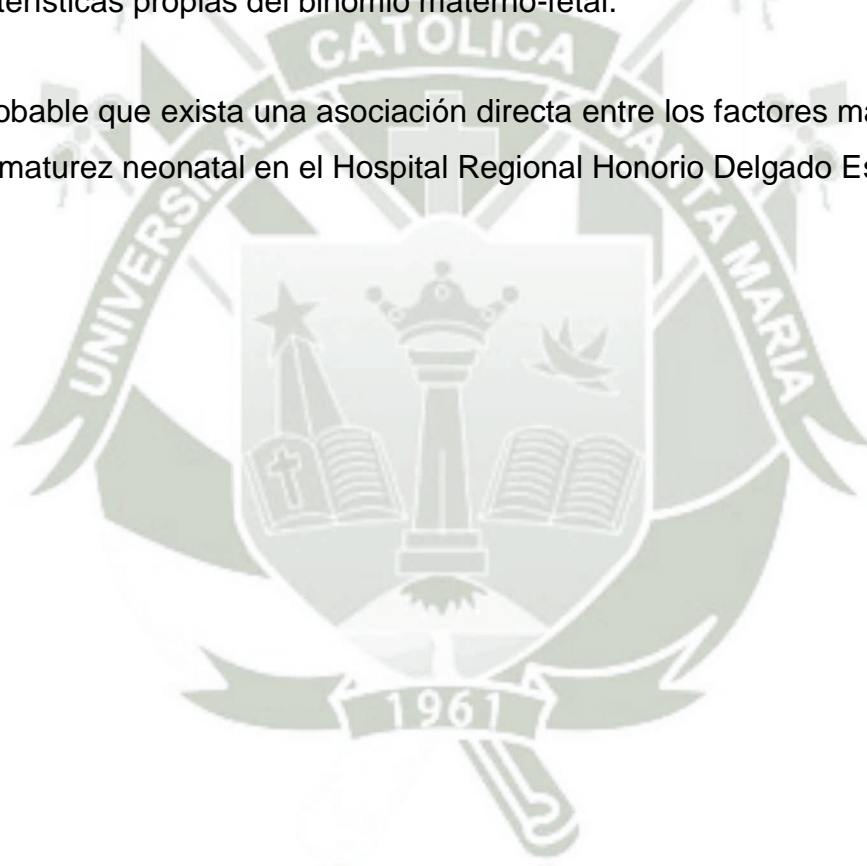 terísticas propias del binomio materno-fetal.
CATOLICA
obable que exista una asociación directa entre los factores ma
maturez neonatal en el Hospital Regional Honorio Delgado Es
UNIVERSIDAD
SANTA MARIA
1961